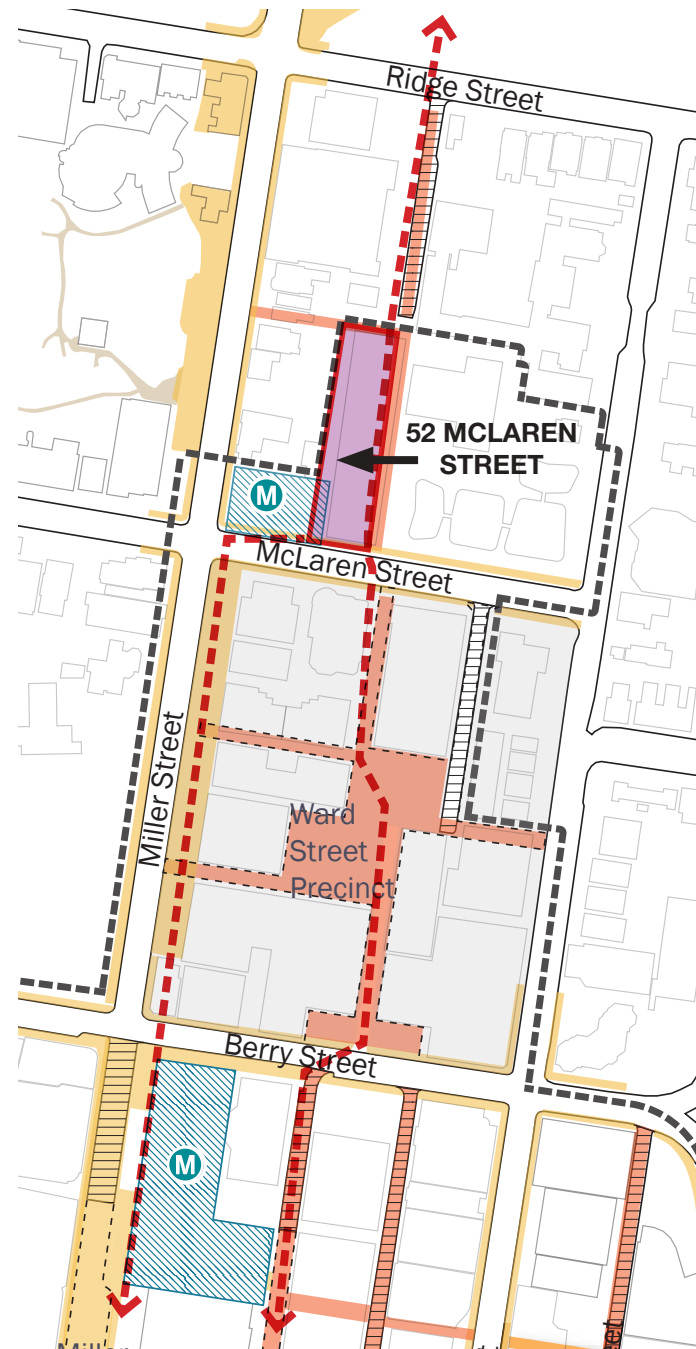 Ridge Street
52 MCLAREN
STREET
M
McLaren Street
Miller Street
Ward
Street
Precinct
Berry Street
M